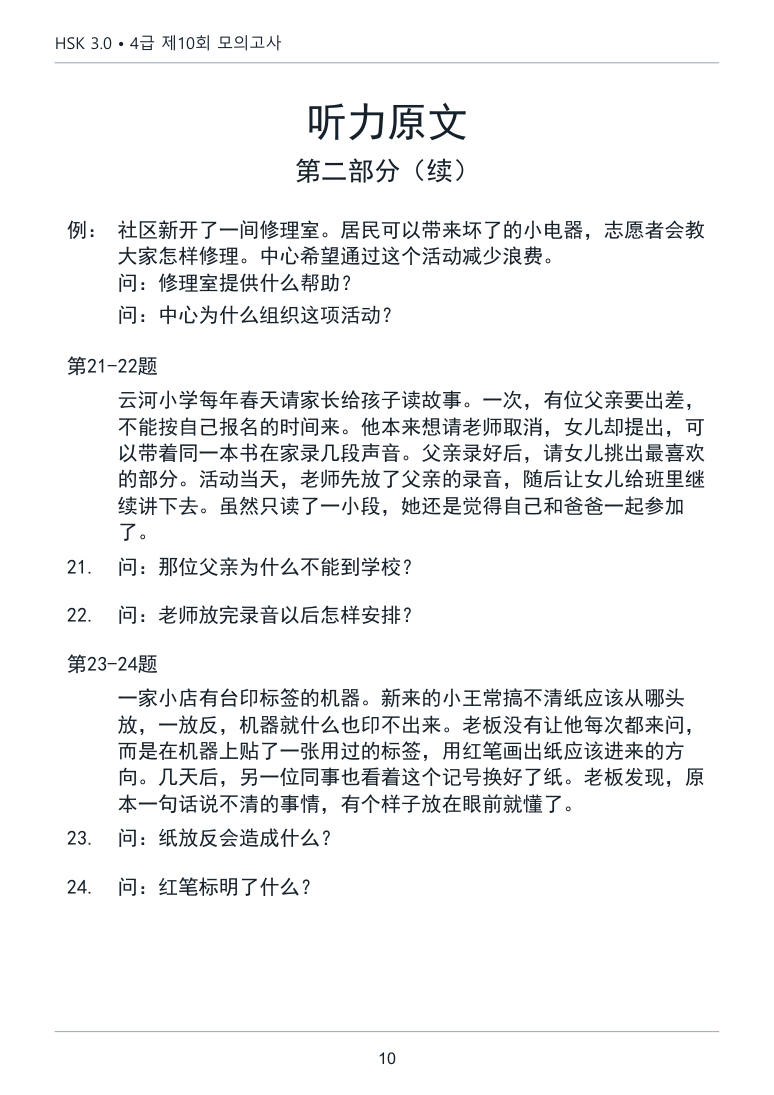 HSK 3.0 • 4급 제10회 모의고사
听力原文
第二部分（续）
例： 社区新开了一间修理室。居民可以带来坏了的小电器，志愿者会教
大家怎样修理。中心希望通过这个活动减少浪费。
问：修理室提供什么帮助？
问：中心为什么组织这项活动？
第21-22题
云河小学每年春天请家长给孩子读故事。一次，有位父亲要出差，
不能按自己报名的时间来。他本来想请老师取消，女儿却提出，可
以带着同一本书在家录几段声音。父亲录好后，请女儿挑出最喜欢
的部分。活动当天，老师先放了父亲的录音，随后让女儿给班里继
续讲下去。虽然只读了一小段，她还是觉得自己和爸爸一起参加
了。
21. 问：那位父亲为什么不能到学校？
22. 问：老师放完录音以后怎样安排？
第23-24题
一家小店有台印标签的机器。新来的小王常搞不清纸应该从哪头
放，一放反，机器就什么也印不出来。老板没有让他每次都来问，
而是在机器上贴了一张用过的标签，用红笔画出纸应该进来的方
向。几天后，另一位同事也看着这个记号换好了纸。老板发现，原
本一句话说不清的事情，有个样子放在眼前就懂了。
23. 问：纸放反会造成什么？
24. 问：红笔标明了什么？
10